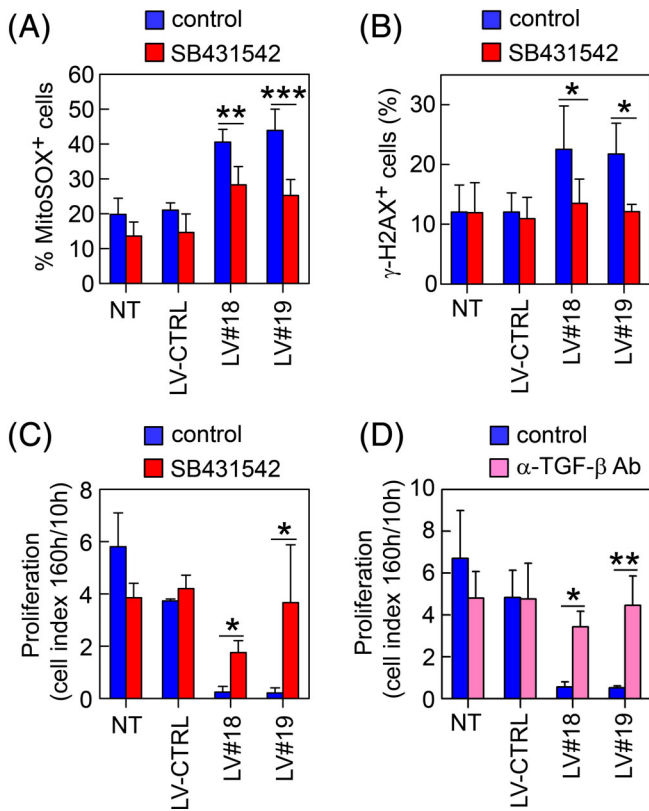 (A)
control
SB431542
% MitoSOX⁺ cells
60
50
40
30
20
10
0
**
***
NT
LV-CTRL
LV#18
LV#19
(B)
control
SB431542
γ-H2AX⁺ cells (%)
30
20
10
0
*
*
NT
LV-CTRL
LV#18
LV#19
(C)
control
SB431542
Proliferation
(cell index 160h/10h)
8
6
4
2
0
*
*
NT
LV-CTRL
LV#18
LV#19
(D)
control
α-TGF-β Ab
Proliferation
(cell index 160h/10h)
10
8
6
4
2
0
*
**
NT
LV-CTRL
LV#18
LV#19